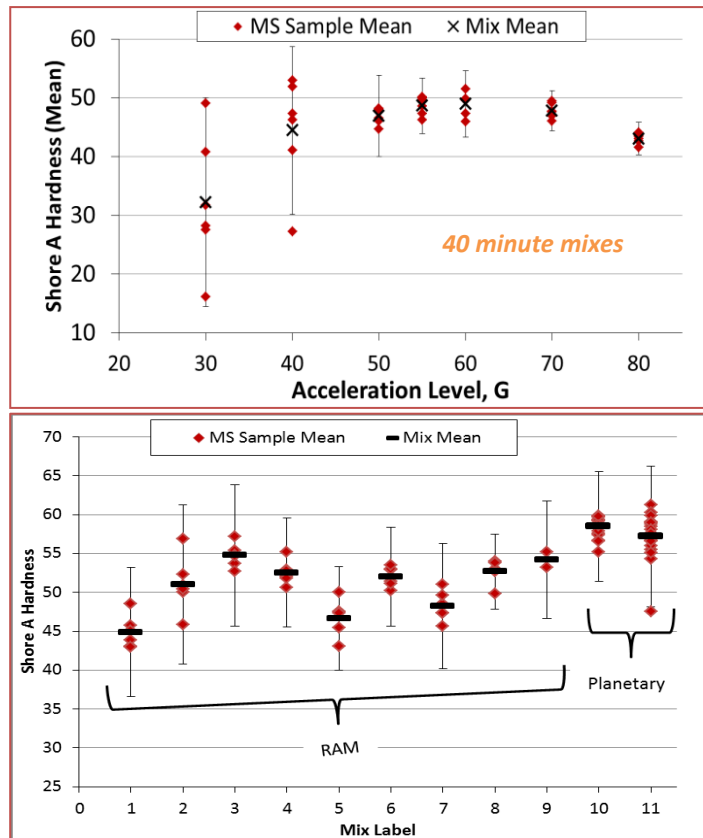 MS Sample Mean Mix Mean
60
50
40
30
20
10
Shore A Hardness (Mean)
40 minute mixes
20 30 40 50 60 70 80
Acceleration Level, G
MS Sample Mean Mix Mean
70
65
60
55
50
45
40
35
30
25
Shore A Hardness
Planetary
RAM
0 1 2 3 4 5 6 7 8 9 10 11
Mix Label